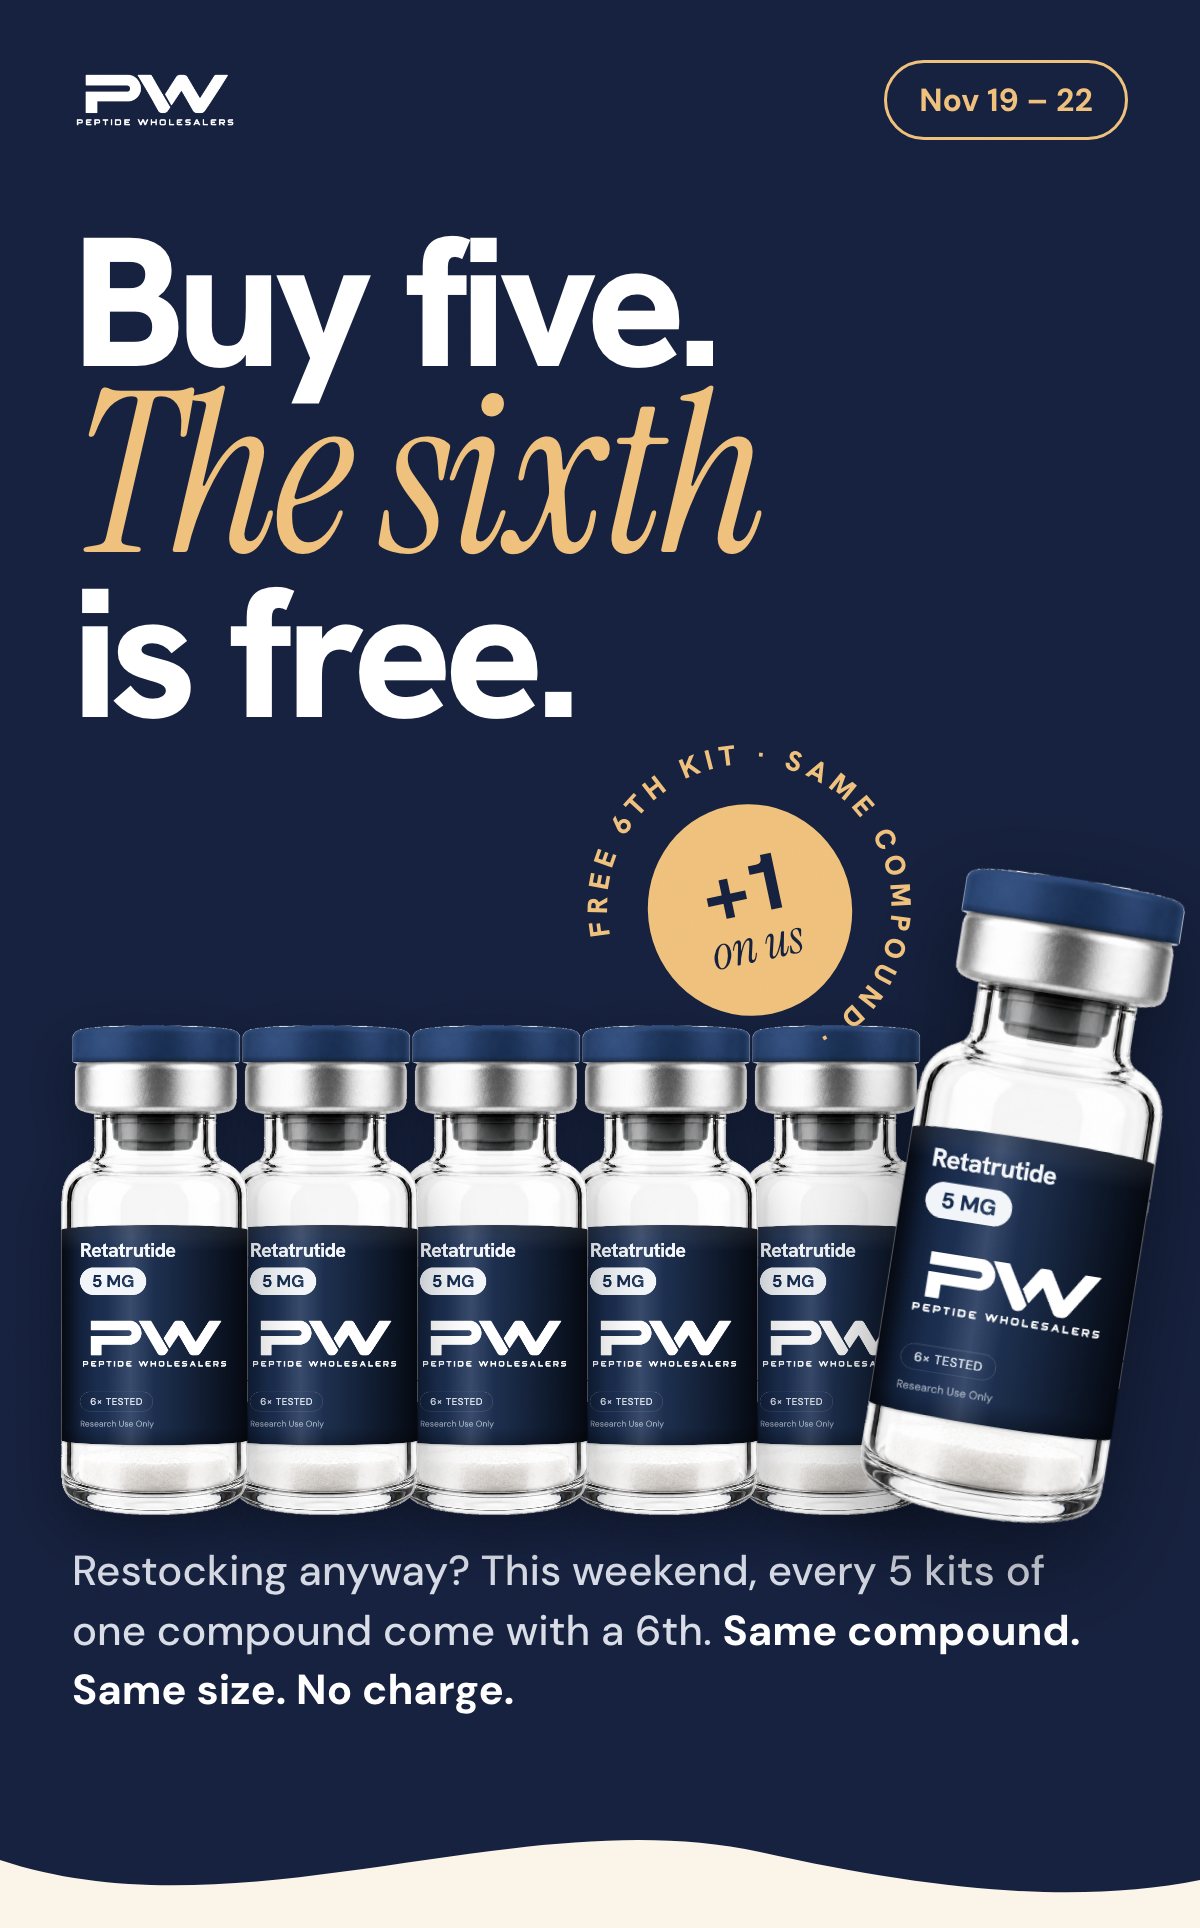 PW
PEPTIDE WHOLESALERS
Nov 19 – 22
Buy five.
The sixth
is free.
FREE 6TH KIT · SAME COMPOUND ·
+1
on us
Retatrutide
5 MG
PW
PEPTIDE WHOLESALERS
6× TESTED
Research Use Only
Retatrutide
5 MG
PW
PEPTIDE WHOLESALERS
6× TESTED
Research Use Only
Retatrutide
5 MG
PW
PEPTIDE WHOLESALERS
6× TESTED
Research Use Only
Retatrutide
5 MG
PW
PEPTIDE WHOLESALERS
6× TESTED
Research Use Only
Retatrutide
5 MG
PW
PEPTIDE WHOLESA
6× TESTED
Research Use Only
Retatrutide
5 MG
PW
PEPTIDE WHOLESALERS
6× TESTED
Research Use Only
Restocking anyway? This weekend, every 5 kits of
one compound come with a 6th. Same compound.
Same size. No charge.